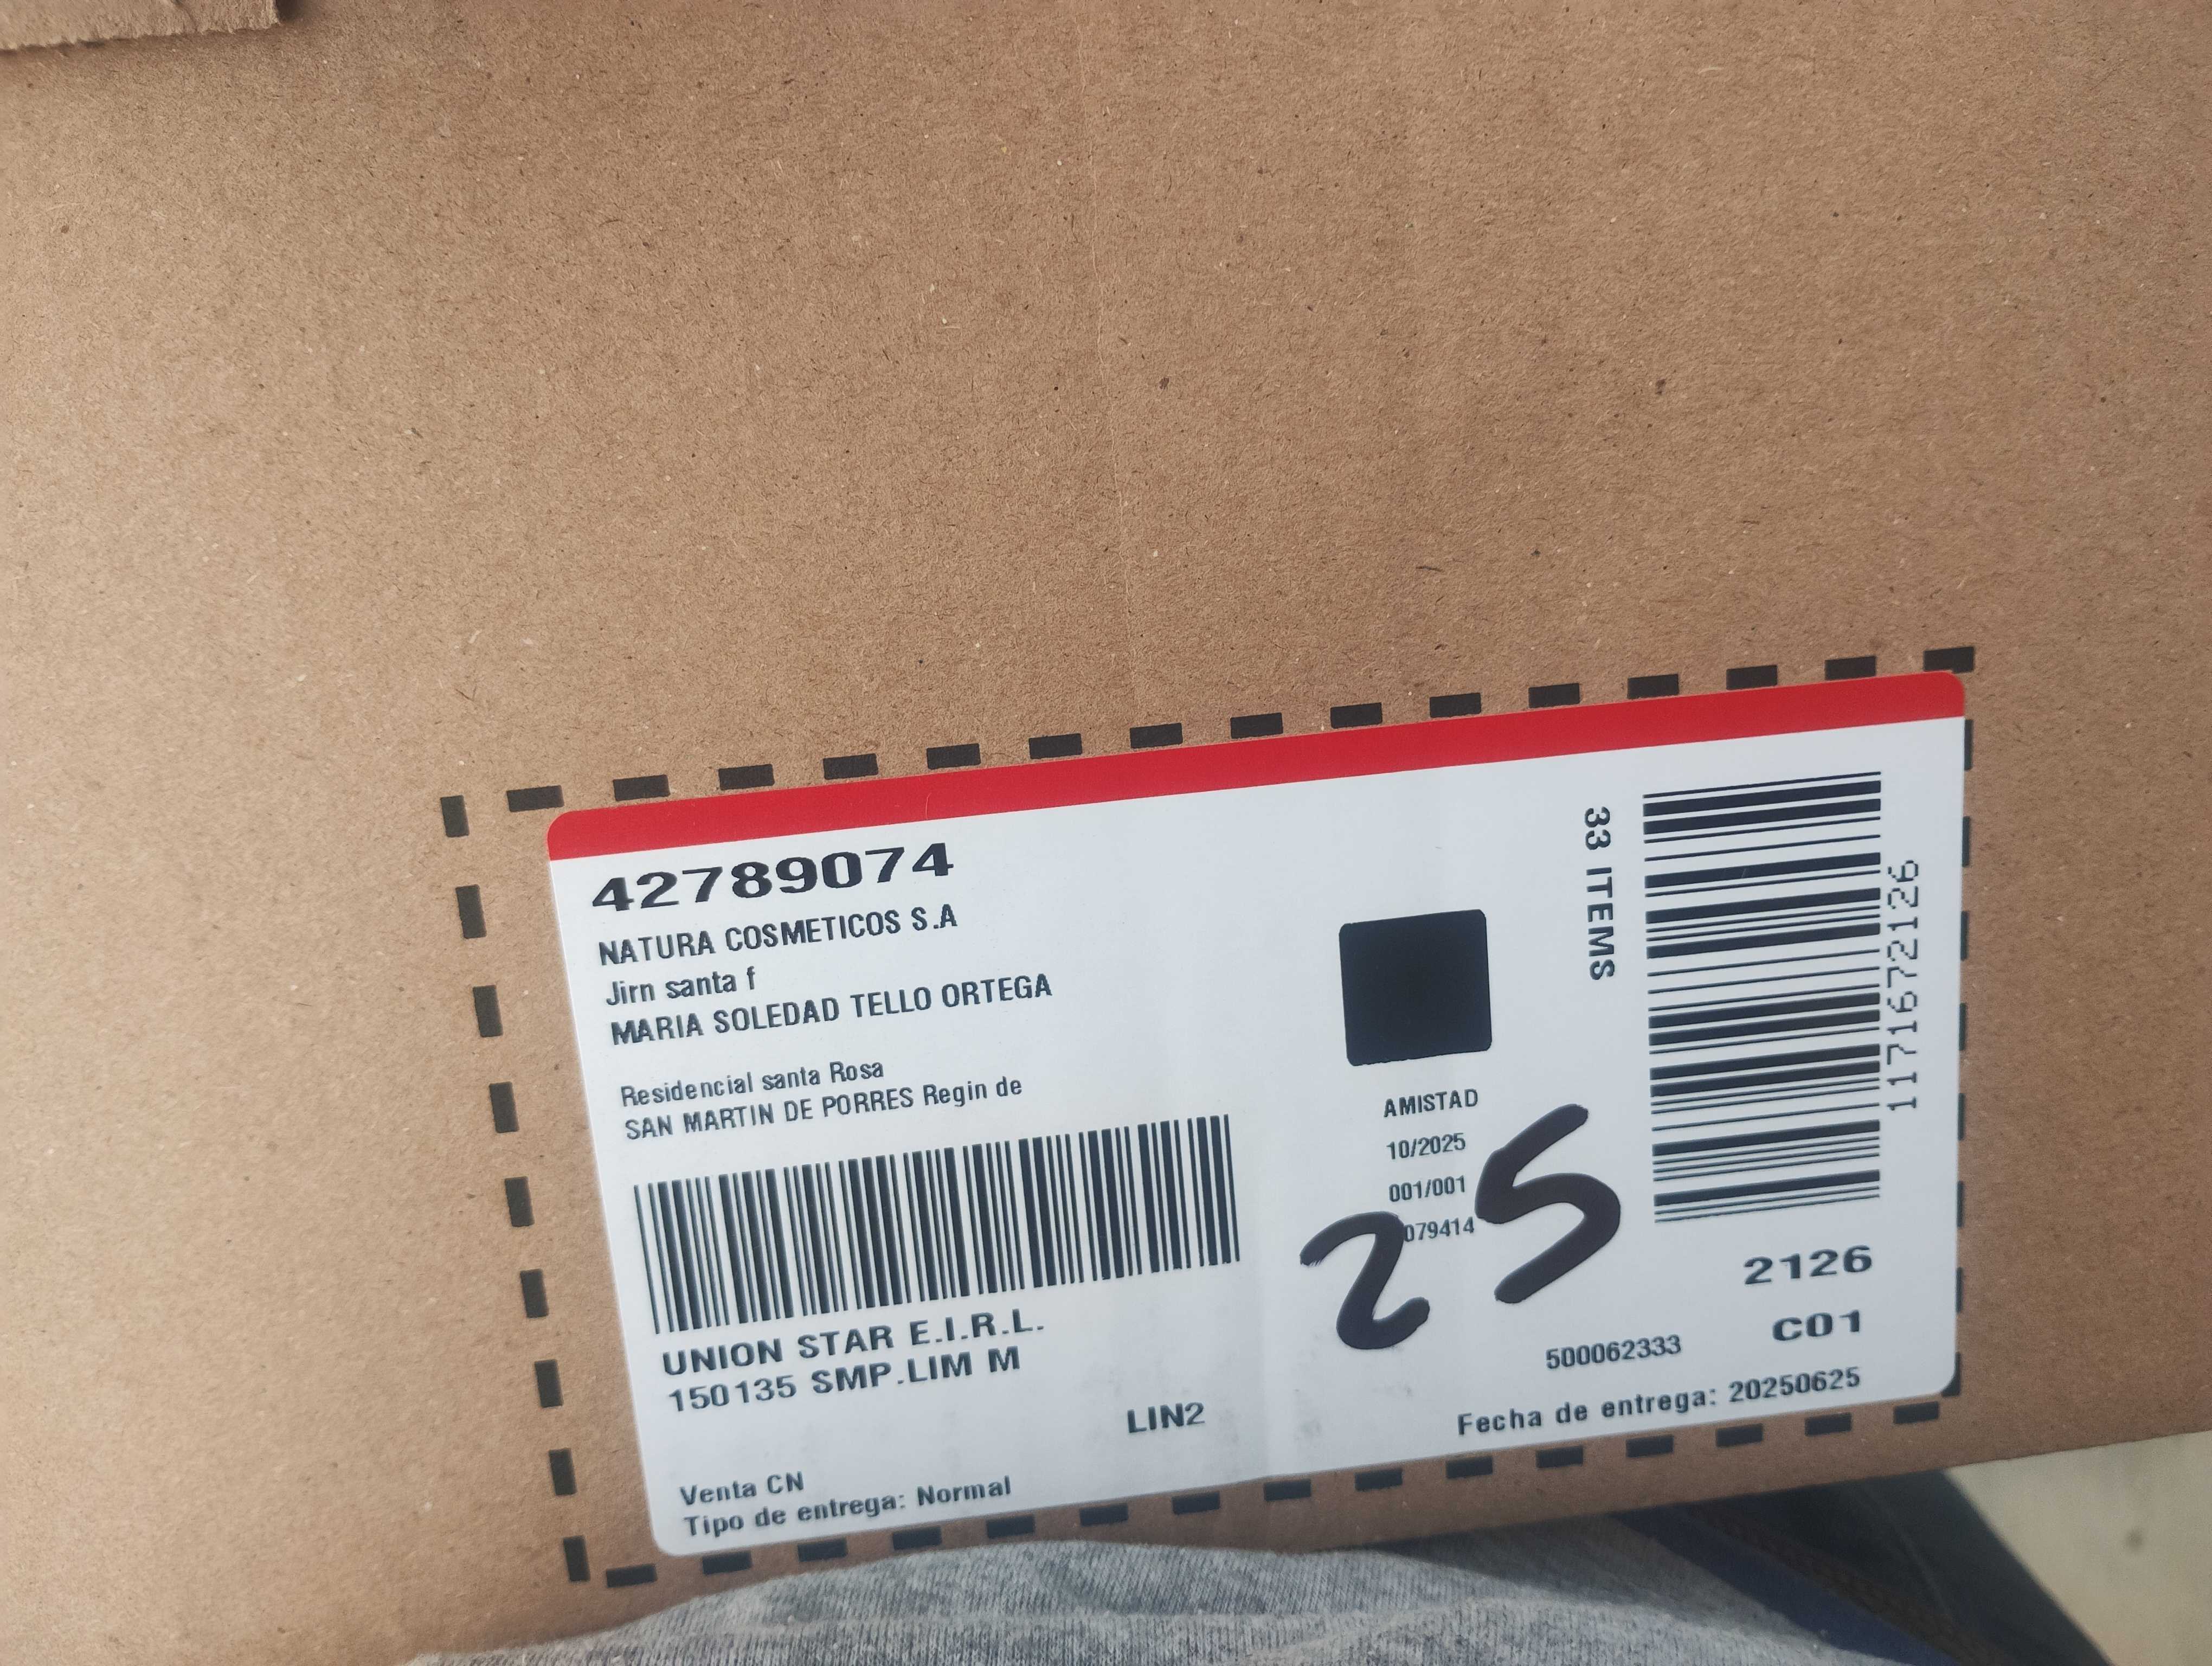 42789074
NATURA COSMETICOS S.A
Jirn santa f
MARIA SOLEDAD TELLO ORTEGA
Residencial santa Rosa
SAN MARTIN DE PORRES Regin de
UNION STAR E.I.R.L.
150135 SMP.LIM M
LIN2
Venta CN
Tipo de entrega: Normal
AMISTAD
10/2025
001/001
079414
25
33 ITEMS
1171672126
2126
C01
500062333
Fecha de entrega: 20250625